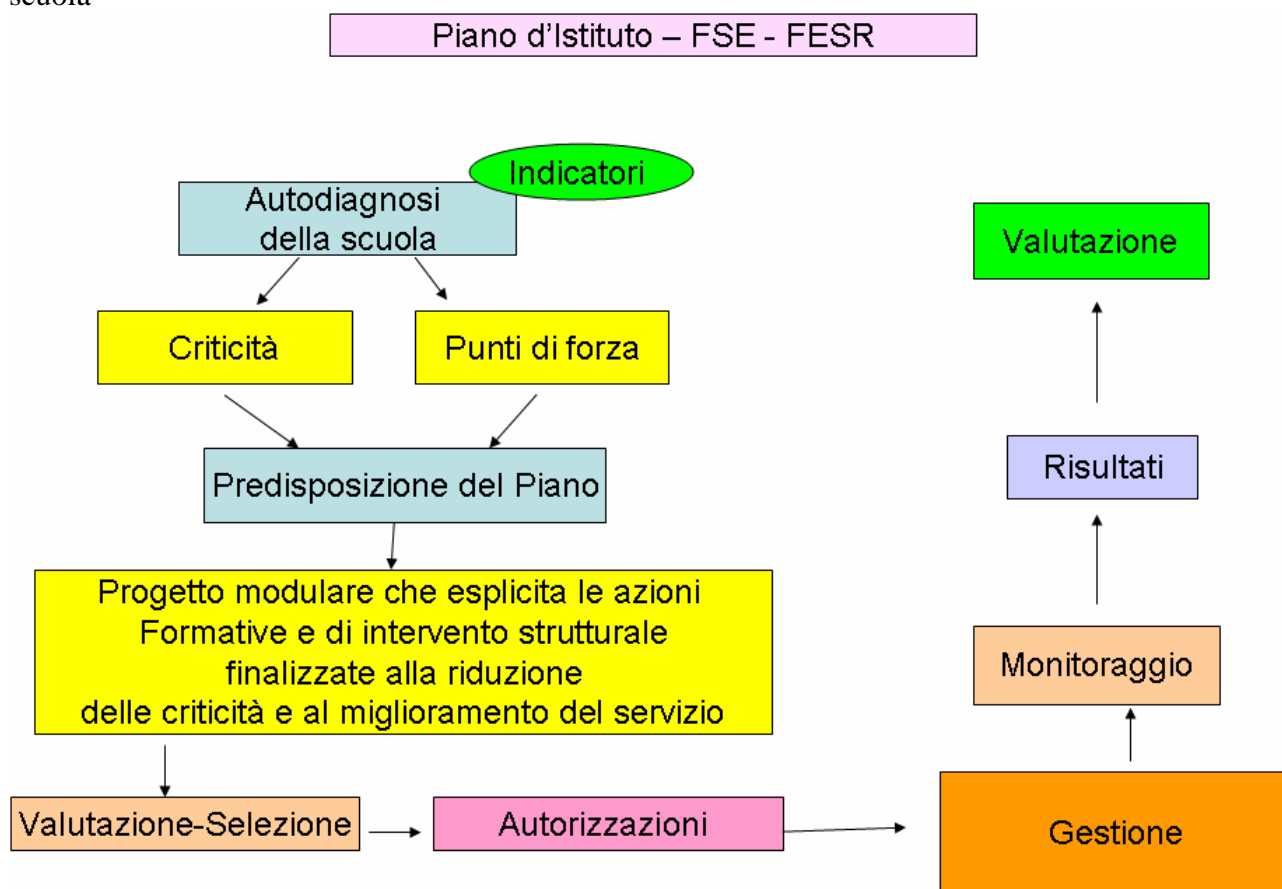 scuola
Piano d'Istituto – FSE - FESR
Indicatori
Autodiagnosi
della scuola
Criticità
Punti di forza
Predisposizione del Piano
Progetto modulare che esplicita le azioni
Formative e di intervento strutturale
finalizzate alla riduzione
delle criticità e al miglioramento del servizio
Valutazione-Selezione
Autorizzazioni
Gestione
Monitoraggio
Risultati
Valutazione